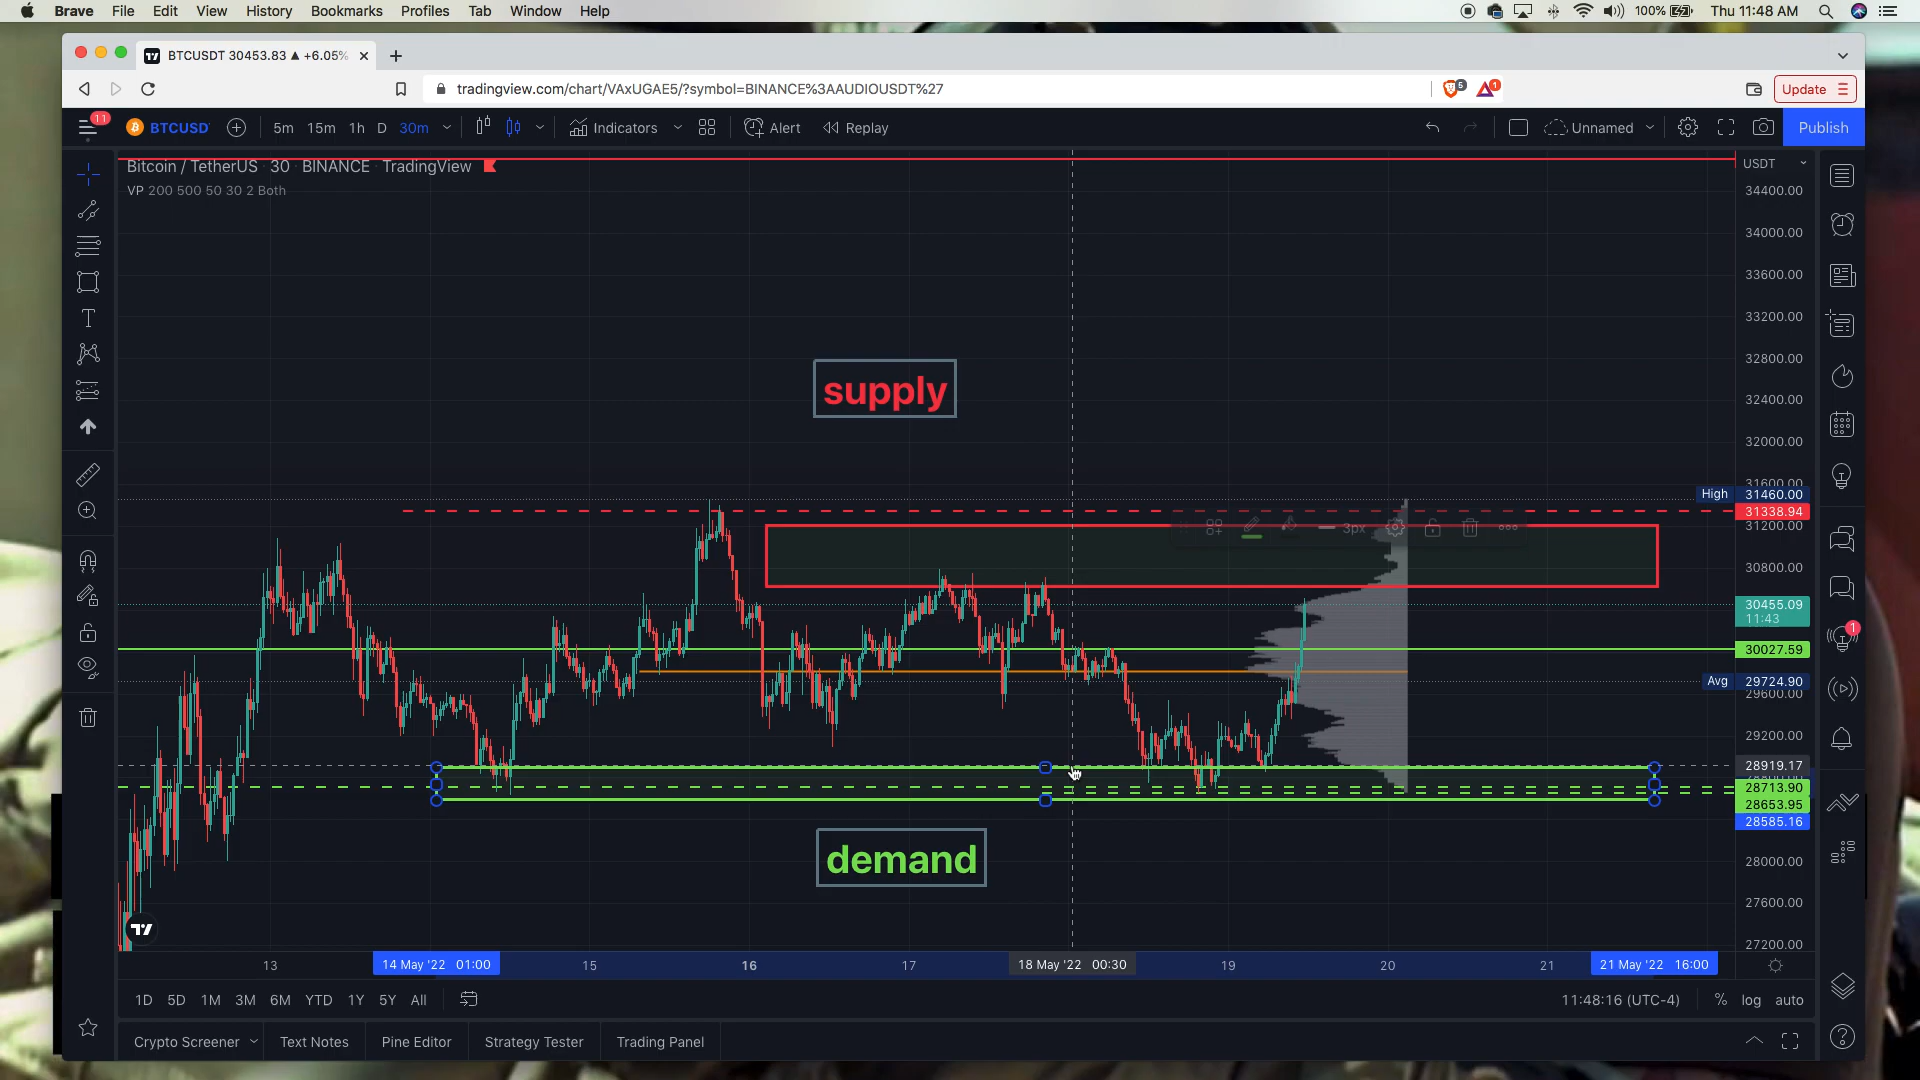 Brave File Edit View History Bookmarks Profiles Tab Window Help 100% Thu 11:48 AM
BTCUSDT 30453.83 ▲ +6.05%
tradingview.com/chart/VAxUGAE5/?symbol=BINANCE%3AAUDIOUSDT%27 5 1 Update
11 BTCUSD 5m 15m 1h D 30m Indicators Alert Replay Unnamed Publish
Bitcoin / TetherUS · 30 · BINANCE · TradingView USDT
VP 200 500 50 30 2 Both
34400.00
34000.00
33600.00
33200.00
32800.00
supply
32400.00
32000.00
31600.00
High 31460.00
31338.94
31200.00
3px
30800.00
30455.09
11:43
1
30027.59
Avg 29724.90
29600.00
29200.00
28919.17
28713.90
28653.95
28585.16
demand
28000.00
27600.00
27200.00
13 14 May '22 01:00 15 16 17 18 May '22 00:30 19 20 21 21 May '22 16:00
1D 5D 1M 3M 6M YTD 1Y 5Y All 11:48:16 (UTC-4) % log auto
Crypto Screener Text Notes Pine Editor Strategy Tester Trading Panel